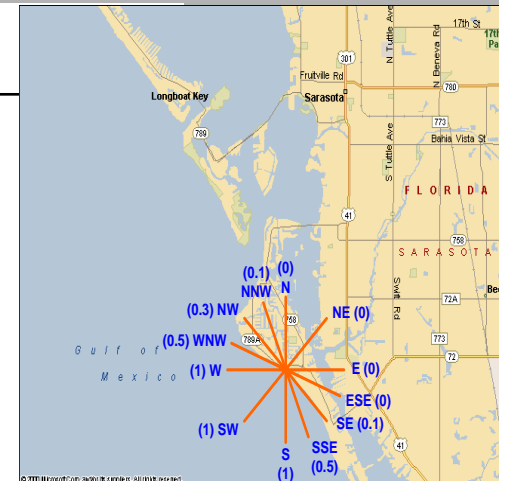 17th St
N Tuttle Ave
N Beneva Rd
17th
Pa
301
Fruitville Rd
780
Longboat Key
Sarasota
773
789
Bahia Vista St
S Tuttle Ave
FLORIDA
41
758
SARASOTA
(0.1) (0)
NNW N
Swift Rd
Be
72A
(0.3) NW
758
NE (0)
(0.5) WNW
789A
773
Gulf of
Mexico
72
(1) W
E (0)
ESE (0)
(1) SW
SE (0.1)
41
S
(1)
SSE
(0.5)